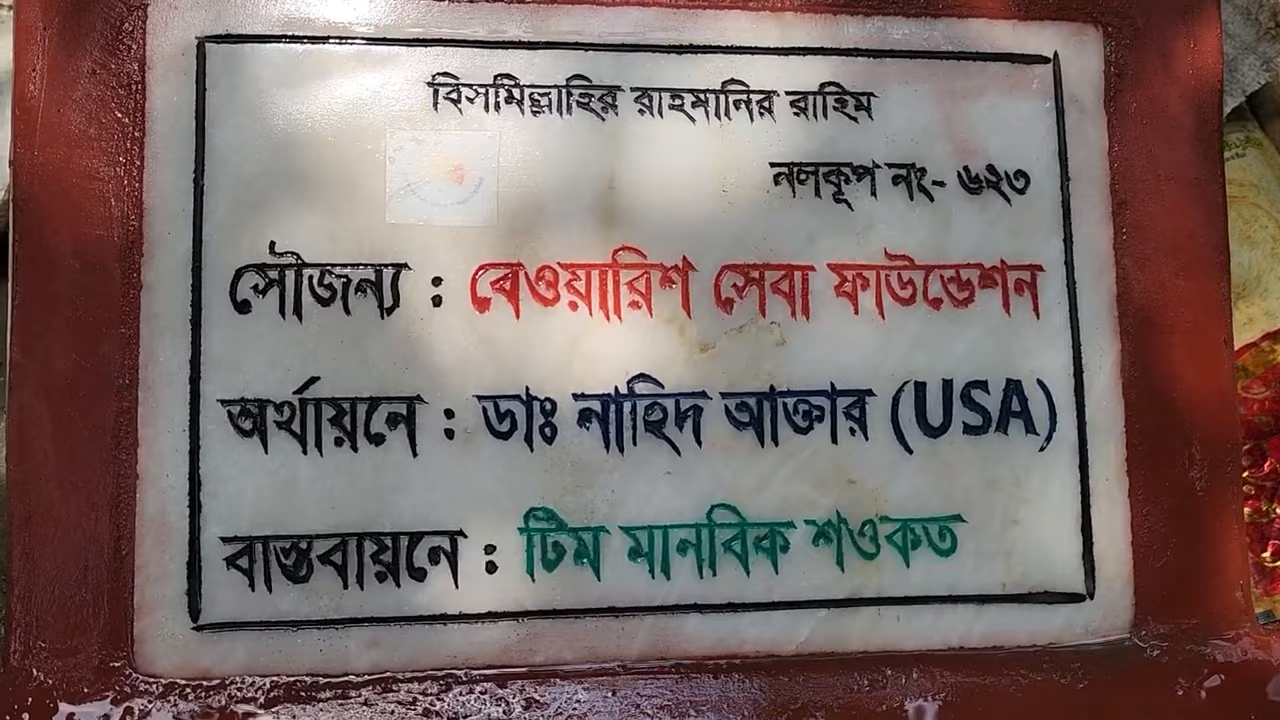 বিসমিল্লাহির রাহমানির রাহিম
নলকূপ নং- ৬২৩
সৌজন্য : বেওয়ারিশ সেবা ফাউন্ডেশন
অর্থায়নে : ডাঃ নাহিদ আক্তার (USA)
বাস্তবায়নে : টিম মানবিক শওকত